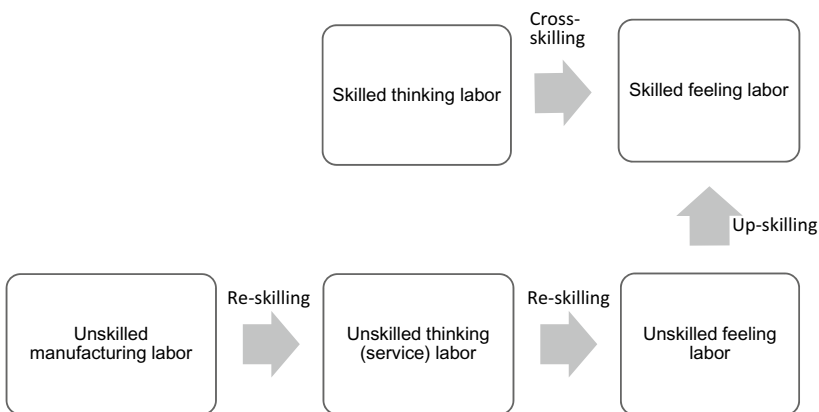 Cross-
skilling
Skilled thinking labor
Skilled feeling labor
Up-skilling
Re-skilling
Re-skilling
Unskilled
manufacturing labor
Unskilled thinking
(service) labor
Unskilled feeling
labor